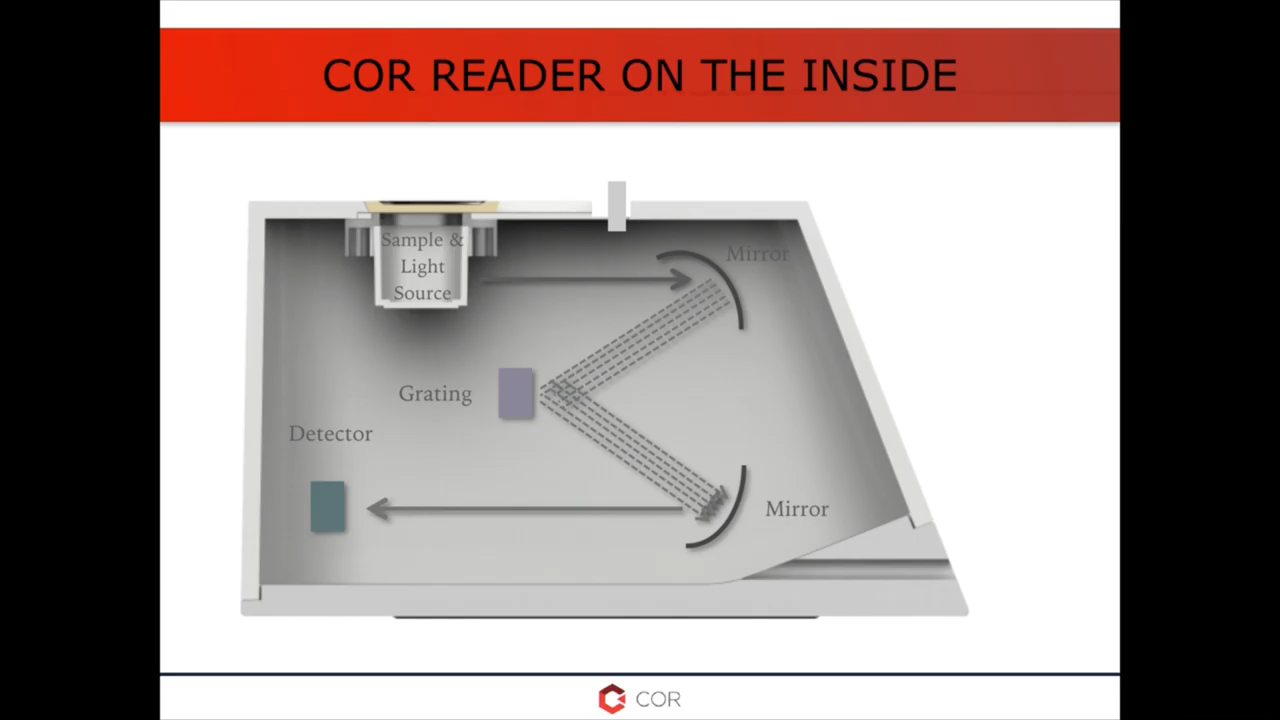 COR READER ON THE INSIDE
Sample &
Light
Source
Mirror
Grating
Detector
Mirror
COR